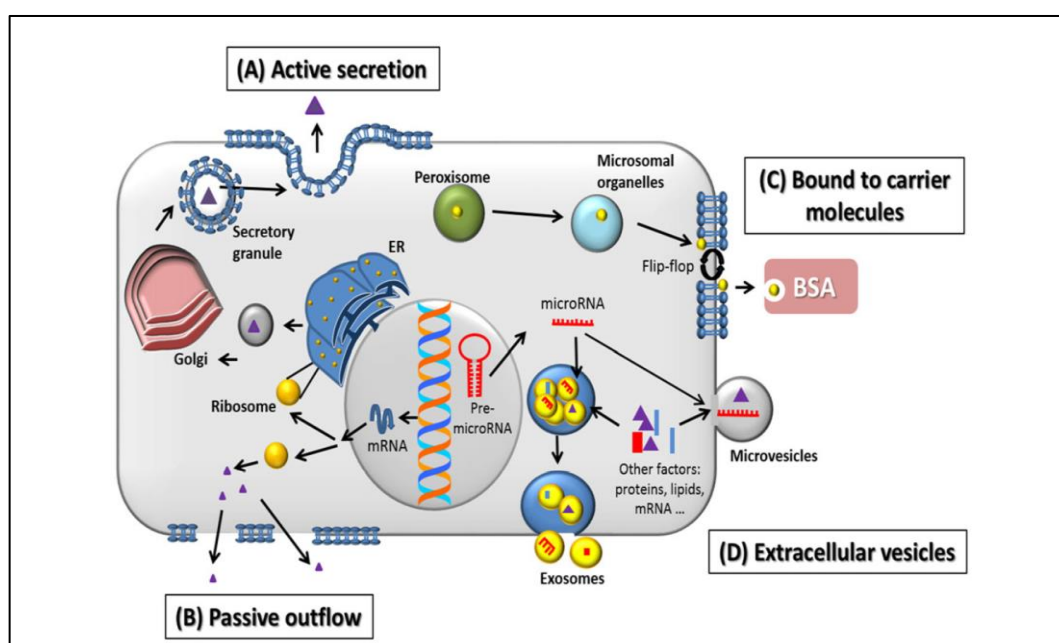 (A) Active secretion
Peroxisome
Microsomal
organelles
(C) Bound to carrier
molecules
Secretory
granule
ER
Flip-flop
BSA
microRNA
Golgi
Ribosome
mRNA
Pre-
microRNA
Other factors:
proteins, lipids,
mRNA ...
Microvesicles
Exosomes
(D) Extracellular vesicles
(B) Passive outflow